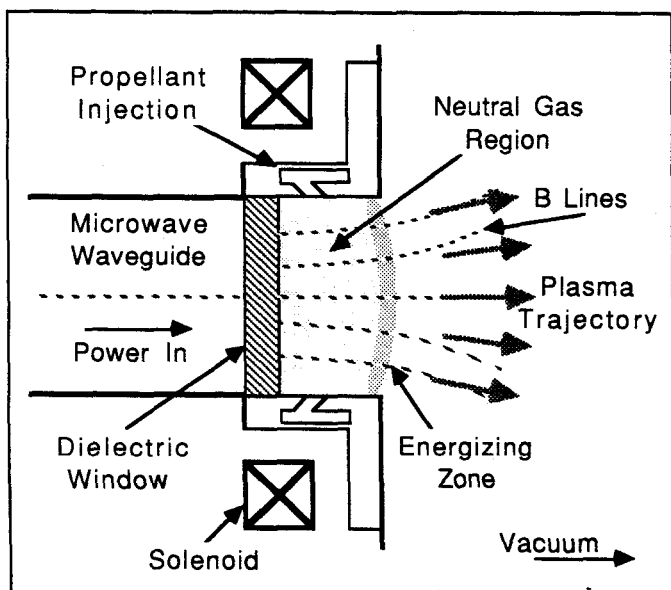 Propellant
Injection
Neutral Gas
Region
B Lines
Microwave
Waveguide
Plasma
Trajectory
Power In
Dielectric
Window
Energizing
Zone
Solenoid
Vacuum